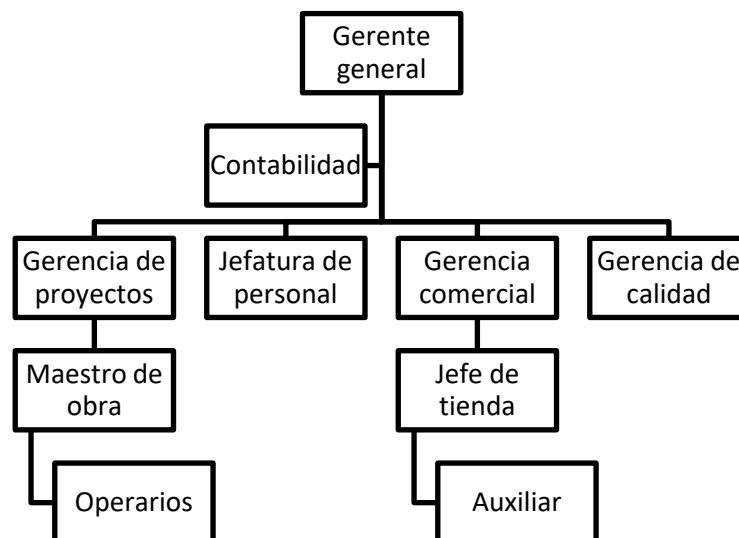 Gerente
general
Contabilidad
Gerencia de
proyectos
Jefatura de
personal
Gerencia
comercial
Gerencia de
calidad
Maestro de
obra
Jefe de
tienda
Operarios
Auxiliar